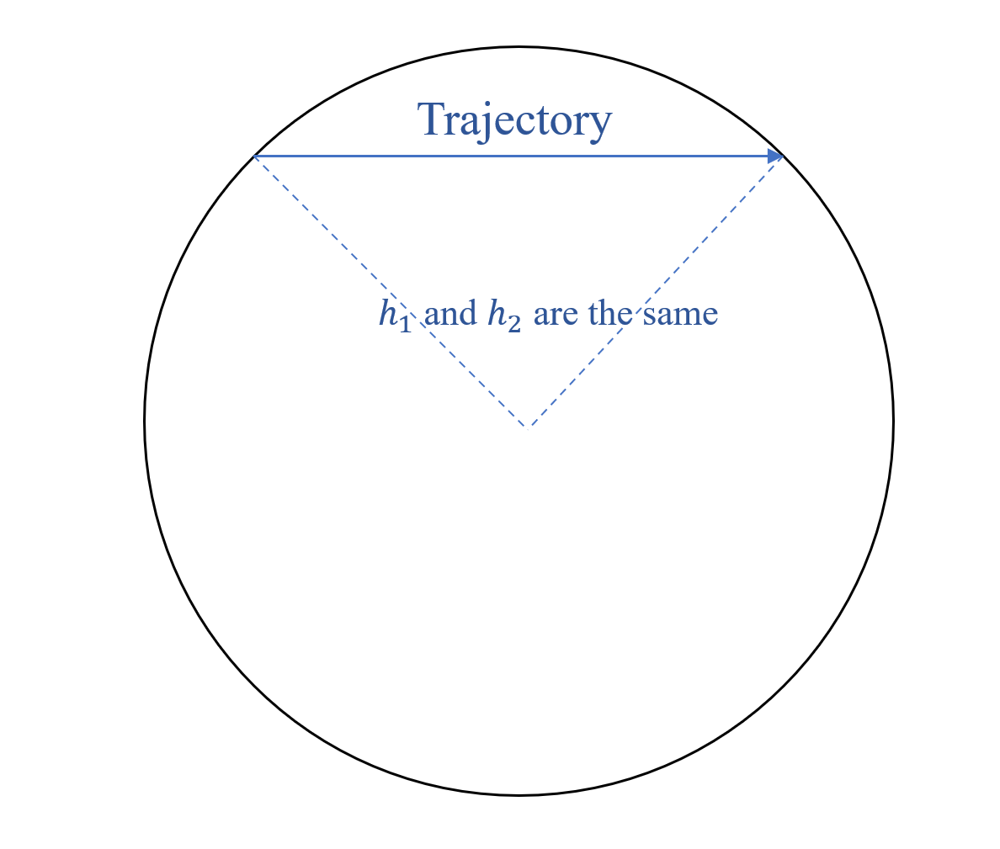 Trajectory
h₁ and h₂ are the same